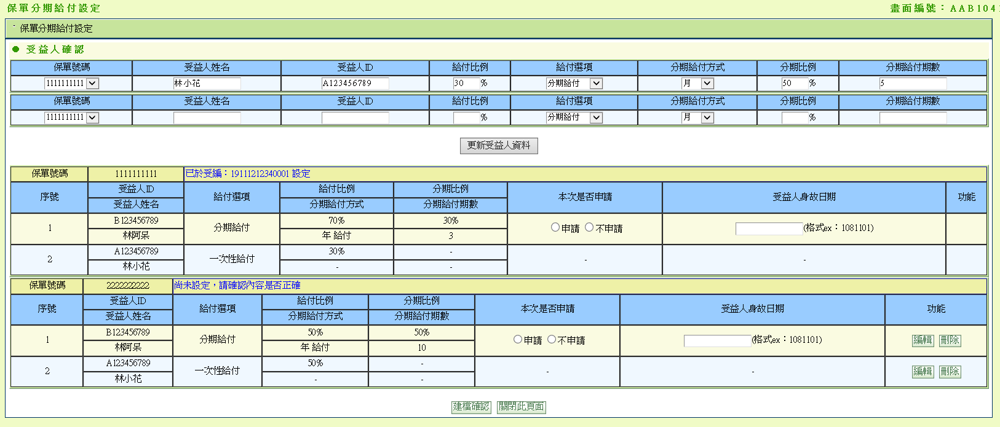 保單分期給付設定 畫面編號：AAB104
保單分期給付設定
受益人確認
保單號碼 受益人姓名 受益人ID 給付比例 給付選項 分期給付方式 分期比例 分期給付期數
1111111111 林小花 A123456789 30 % 分期給付 月 50 % 5
保單號碼 受益人姓名 受益人ID 給付比例 給付選項 分期給付方式 分期比例 分期給付期數
1111111111 % 分期給付 月 %
更新受益人資料
保單號碼 1111111111 已於受編：19111212340001 設定
序號 受益人ID 給付選項 給付比例 分期比例 本次是否申請 受益人身故日期 功能
受益人姓名 分期給付方式 分期給付期數
1 B123456789 分期給付 70% 30% 申請 不申請 (格式ex：1081101)
林阿呆 年 給付 3
2 A123456789 一次性給付 30% - - -
林小花 - -
保單號碼 2222222222 尚未設定，請確認內容是否正確
序號 受益人ID 給付選項 給付比例 分期比例 本次是否申請 受益人身故日期 功能
受益人姓名 分期給付方式 分期給付期數
1 B123456789 分期給付 50% 50% 申請 不申請 (格式ex：1081101) 編輯 刪除
林阿呆 年 給付 10
2 A123456789 一次性給付 50% - - - 編輯 刪除
林小花 - -
建檔確認 關閉此頁面